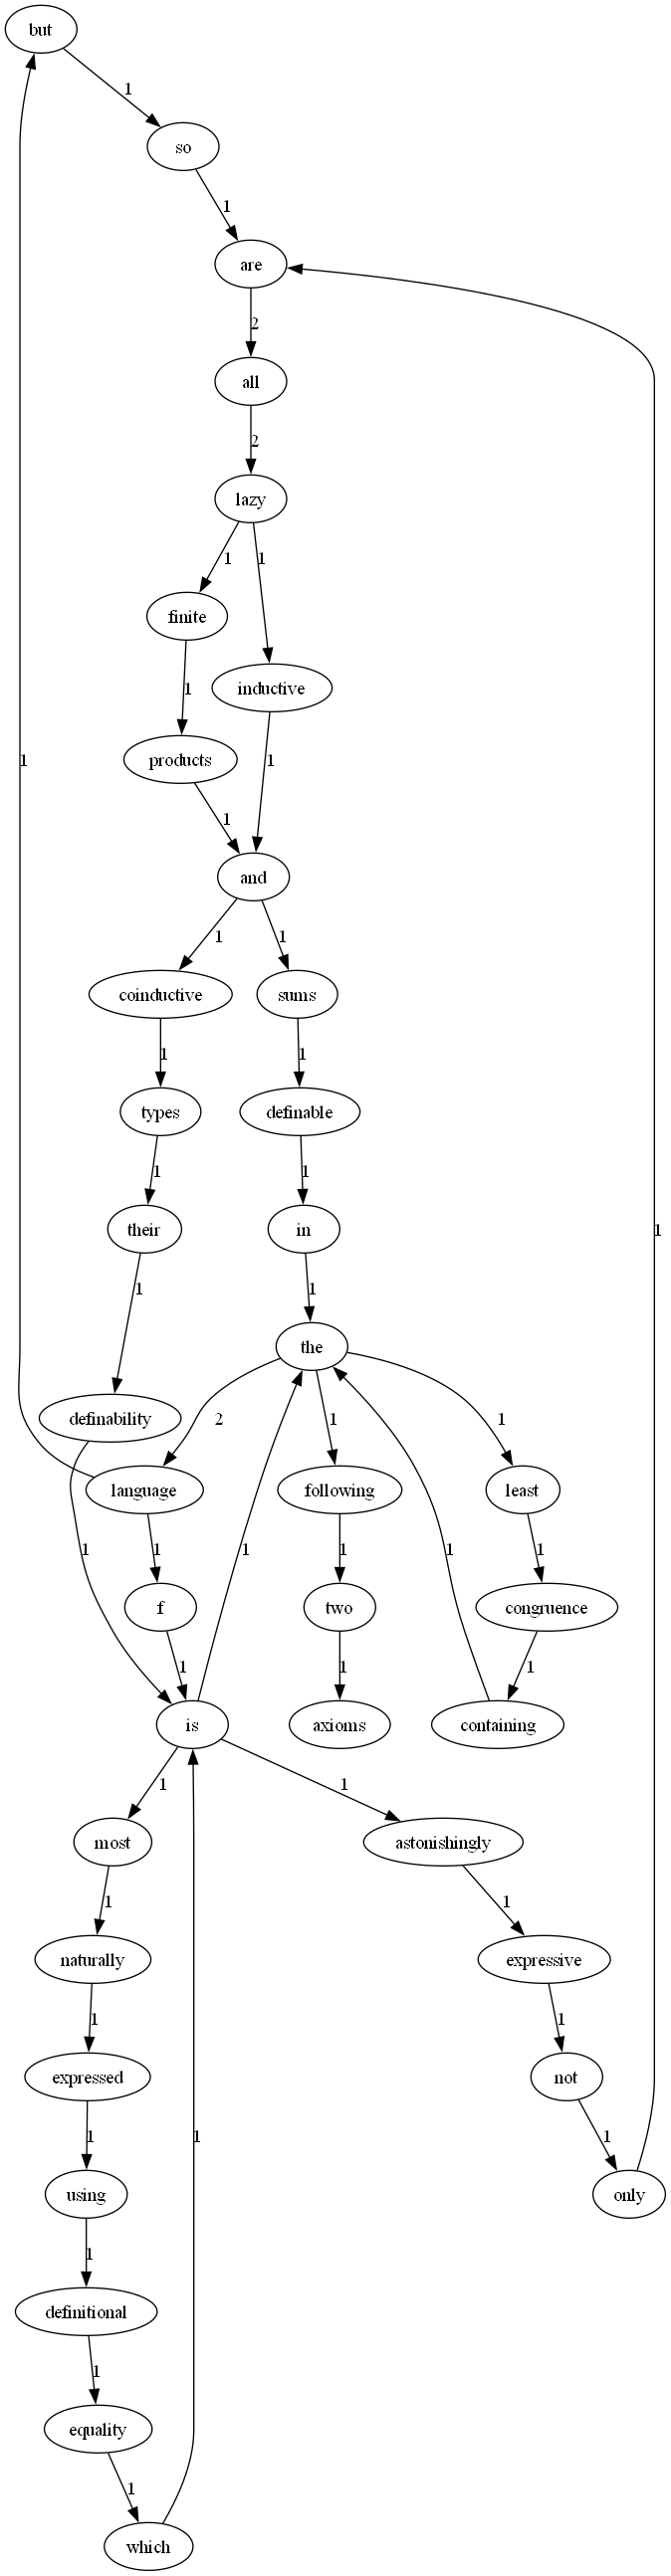 but
1
so
1
are
2
all
2
lazy
1 1
finite
inductive
1
1
products
1
and
1 1
coinductive sums
1 1
types definable
1 1
their in
1 1
the
definability
2 1 1
language following least
1 1 1 1 1 1
f two congruence
1 1 1
is axioms containing
1 1
most astonishingly
1 1
naturally expressive
1 1
expressed not
1 1 1
using only
1
definitional
1
equality
1
which
1
1